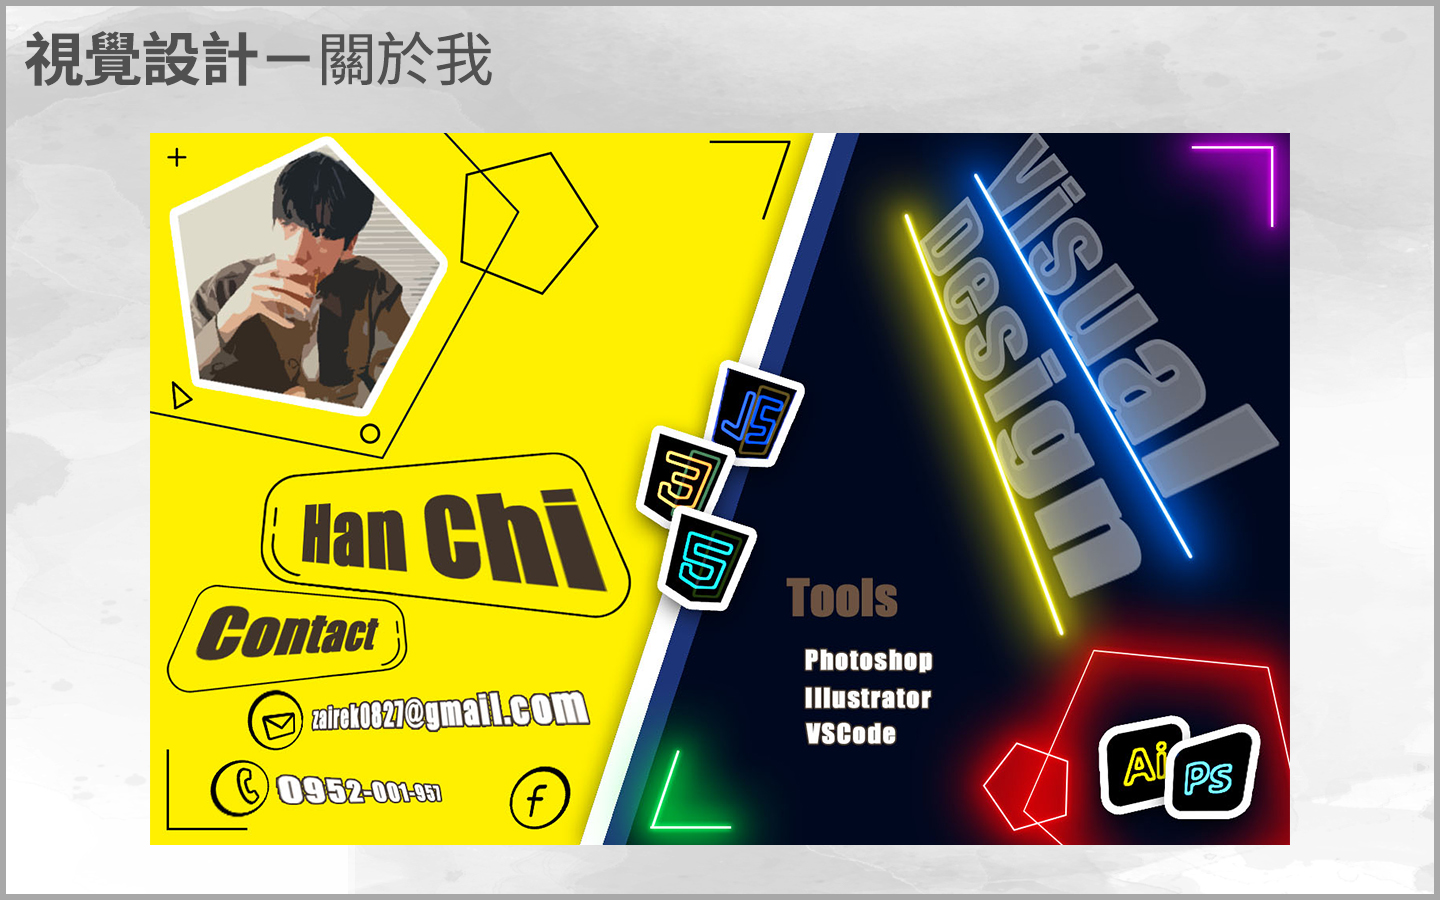 視覺設計－關於我
Han Chi
Contact
zairek0827@gmail.com
0952-001-957
f
JS
3
5
Visual
Design
Tools
Photoshop
Illustrator
VSCode
Ai
Ps